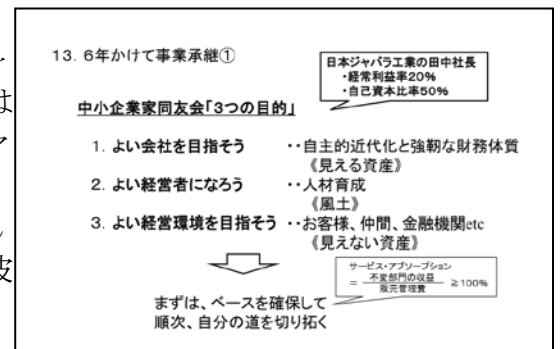 13. 6年かけて事業承継①
日本ジャバラ工業の田中社長
・経常利益率20%
・自己資本比率50%
中小企業家同友会「3つの目的」
1. よい会社を目指そう ‥自主的近代化と強靭な財務体質
《見える資産》
2. よい経営者になろう ‥人材育成
《風土》
3. よい経営環境を目指そう ‥お客様、仲間、金融機関etc
《見えない資産》
サービス・アブソープション
= 不変部門の収益 / 販売管理費 ≧100%
まずは、ベースを確保して
順次、自分の道を切り拓く
は